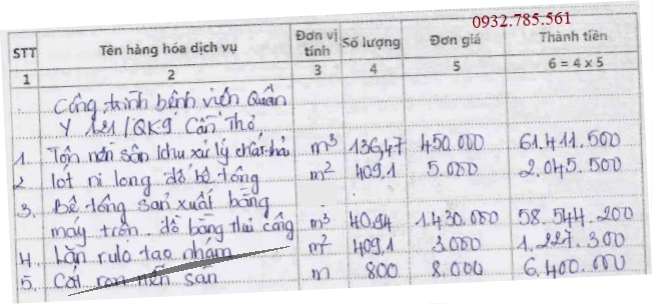 0932.785.561
STT Tên hàng hóa dịch vụ Đơn vị tính Số lượng Đơn giá Thành tiền
1 2 3 4 5 6 = 4 x 5
Công trình bệnh viện Quân
Y 121/QK9 Cần Thơ
1. Tôn nền sân khu xử lý chất thải m³ 136,47 450.000 61.411.500
2 lót ni long đổ bê tông m² 409,1 5.000 2.045.500
3. Bê tông sản xuất bằng
máy trộn. đổ bằng thủ công m³ 40,94 1.430.000 58.544.200
4. Lăn rulo tạo nhám m² 409,1 3.000 1.227.300
5. Cắt ron nền sân m 800 8.000 6.400.000